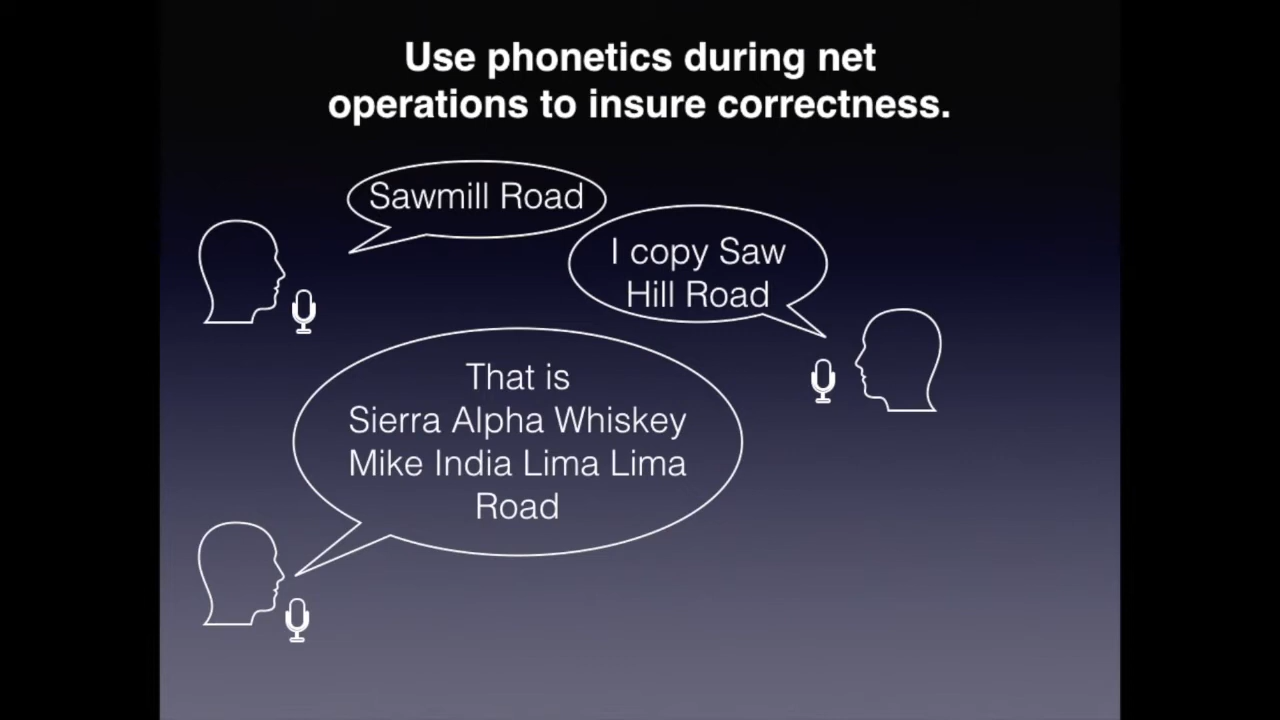 Use phonetics during net
operations to insure correctness.
Sawmill Road
I copy Saw
Hill Road
That is
Sierra Alpha Whiskey
Mike India Lima Lima
Road